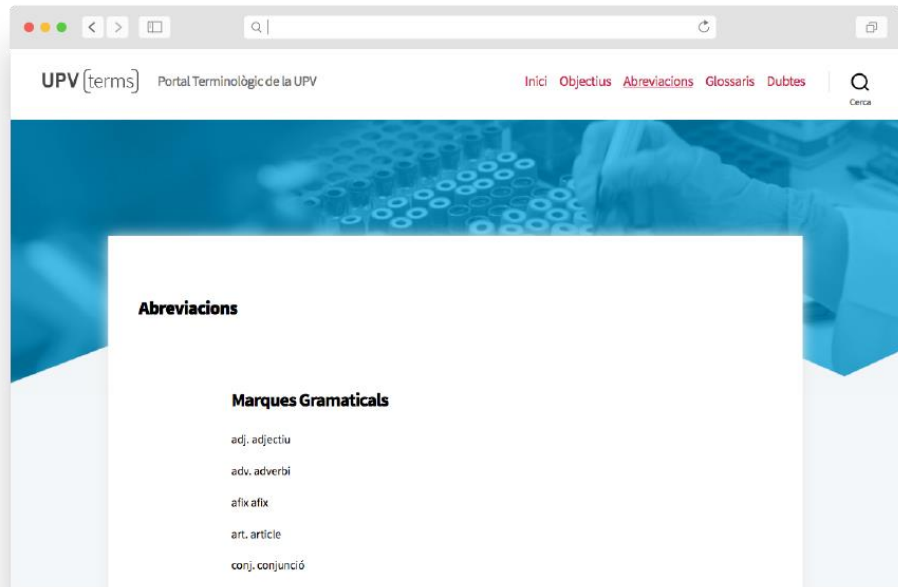 UPV[terms] Portal Terminològic de la UPV Inici Objectius Abreviacions Glossaris Dubtes
Cerca
Abreviacions
Marques Gramaticals
adj. adjectiu
adv. adverbi
afix afix
art. article
conj. conjunció